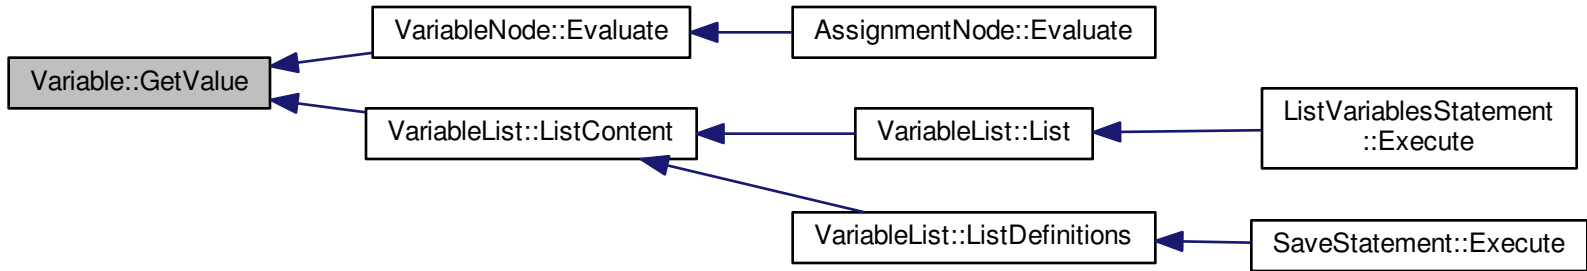 Variable::GetValue
VariableNode::Evaluate
AssignmentNode::Evaluate
VariableList::ListContent
VariableList::List
ListVariablesStatement
::Execute
VariableList::ListDefinitions
SaveStatement::Execute